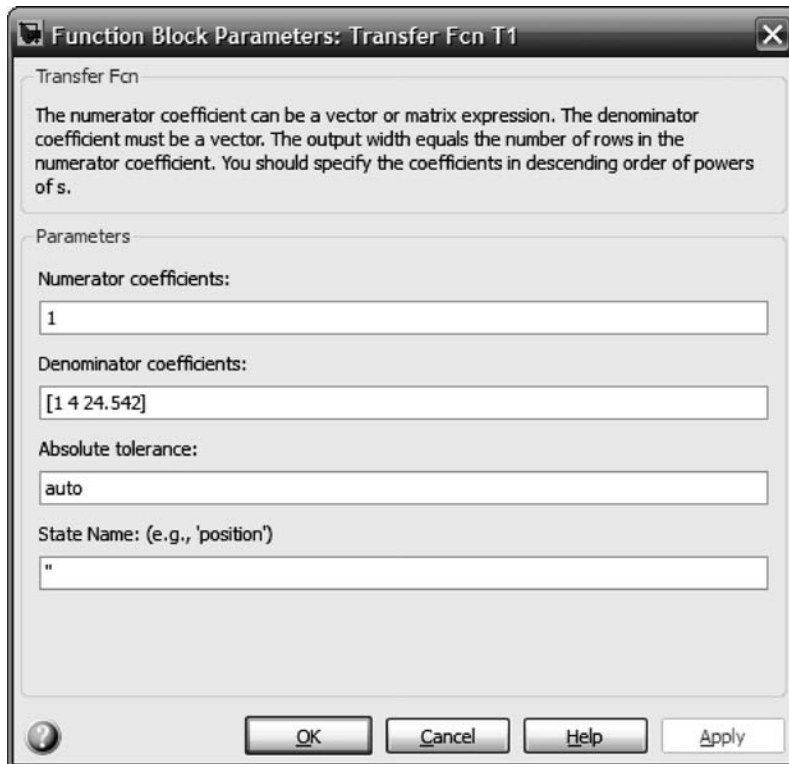 Function Block Parameters: Transfer Fcn T1
Transfer Fcn
The numerator coefficient can be a vector or matrix expression. The denominator
coefficient must be a vector. The output width equals the number of rows in the
numerator coefficient. You should specify the coefficients in descending order of powers
of s.
Parameters
Numerator coefficients:
1
Denominator coefficients:
[1 4 24.542]
Absolute tolerance:
auto
State Name: (e.g., 'position')
''
OK
Cancel
Help
Apply